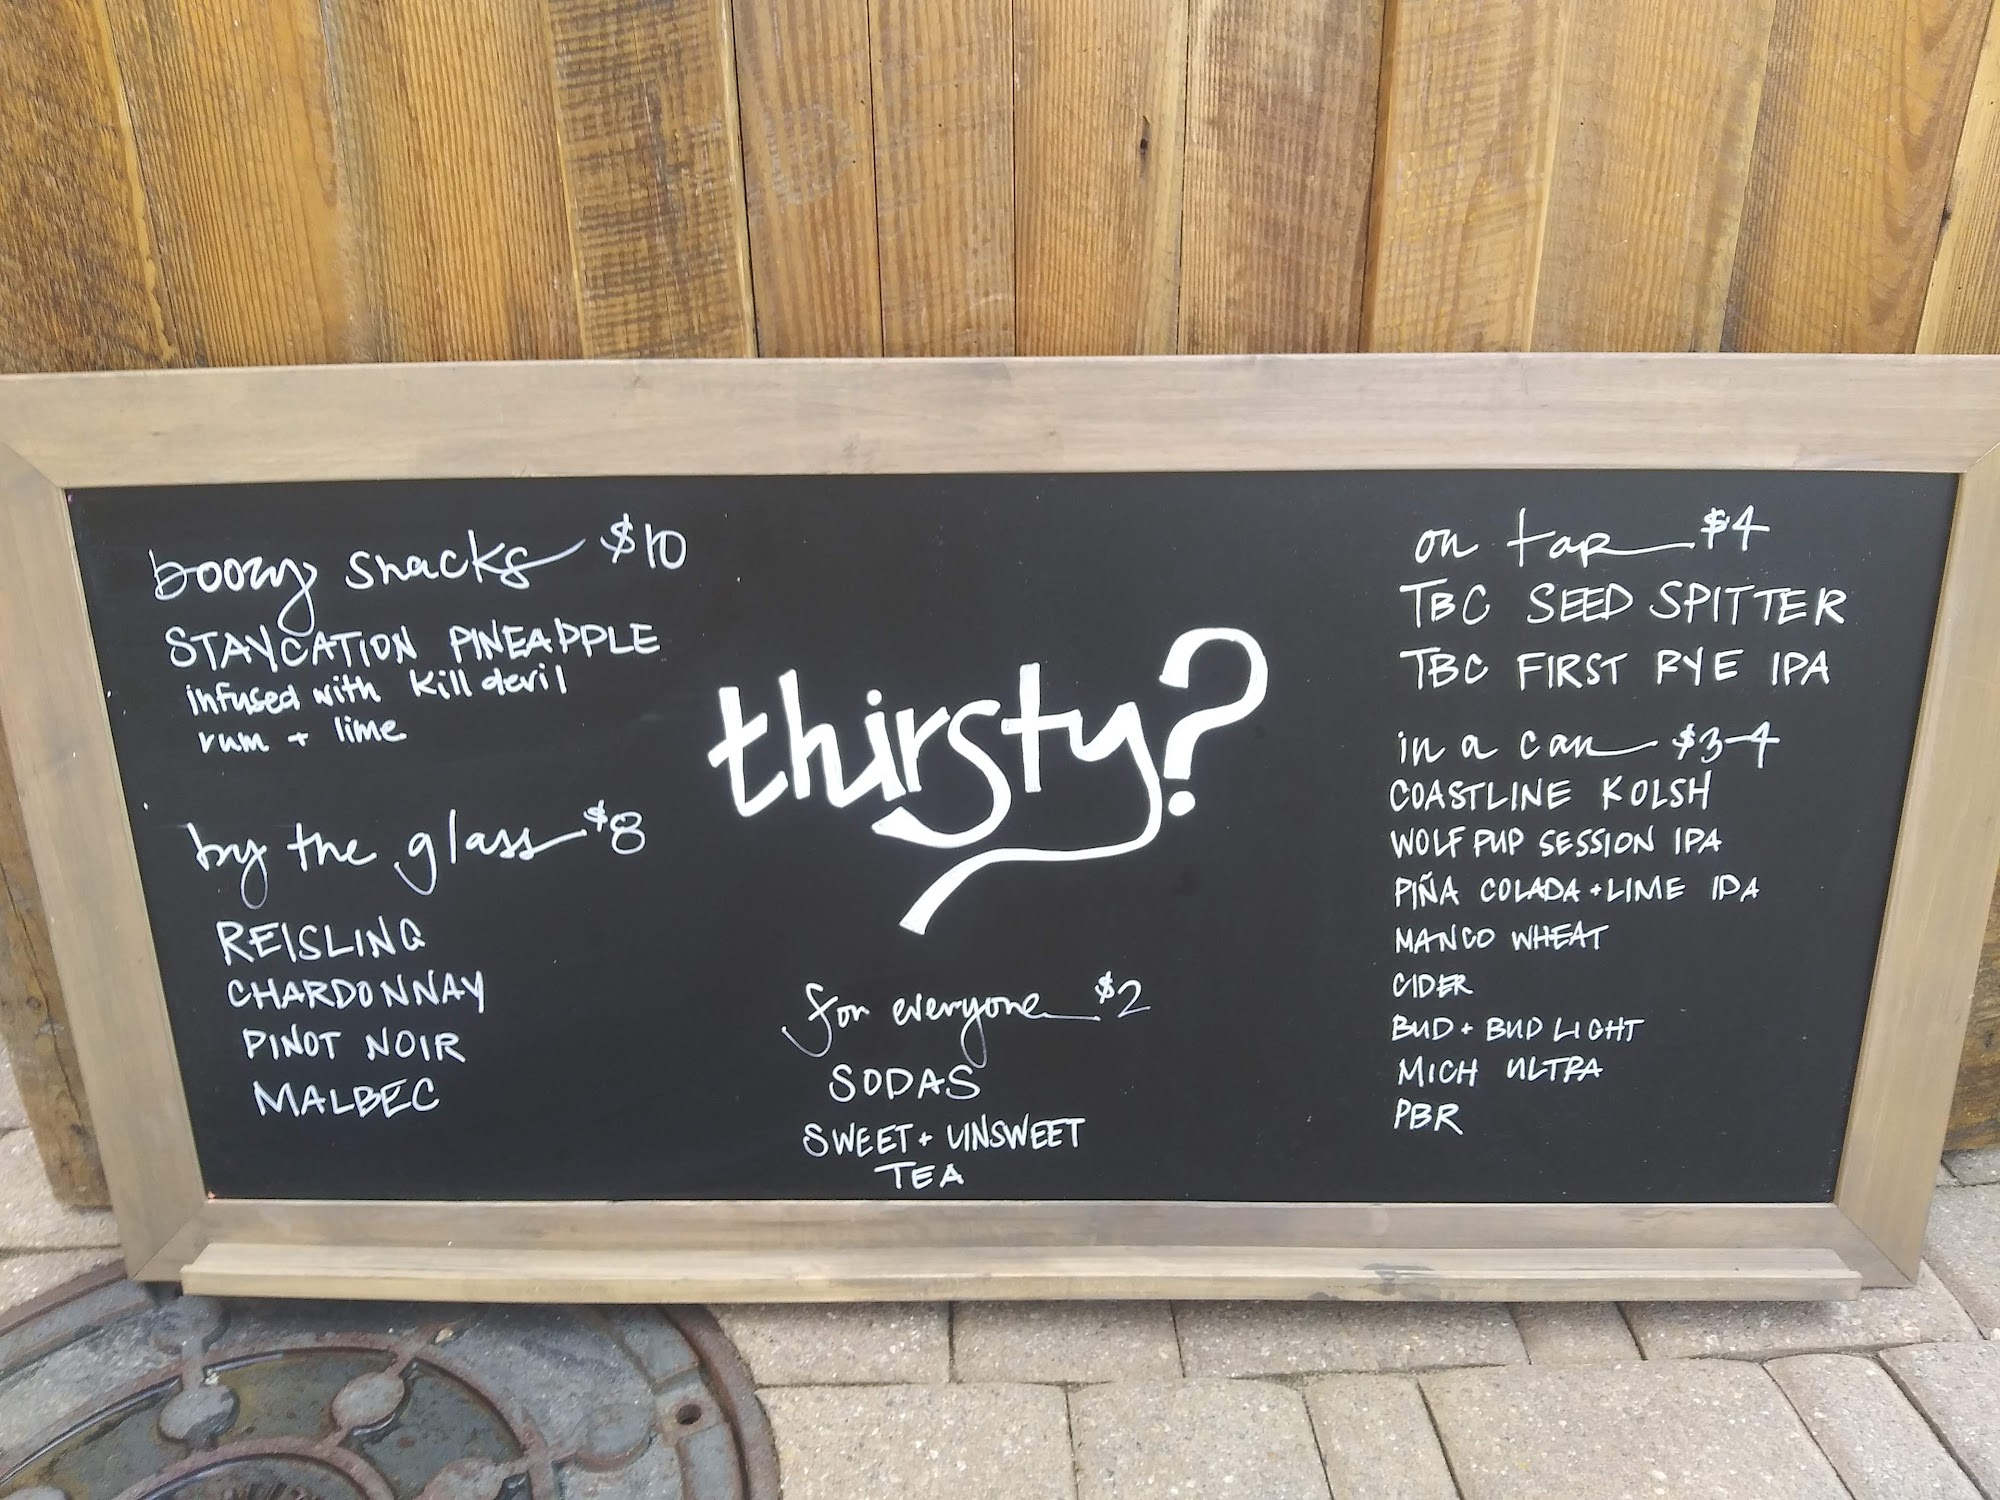 boozy snacks $10
STAYCATION PINEAPPLE
infused with kill devil
rum + lime
by the glass $8
REISLING
CHARDONNAY
PINOT NOIR
MALBEC
thirsty?
for everyone $2
SODAS
SWEET + UNSWEET
TEA
on tap $4
TBC SEED SPITTER
TBC FIRST RYE IPA
in a can $3-4
COASTLINE KOLSH
WOLF PUP SESSION IPA
PIÑA COLADA + LIME IPA
MANGO WHEAT
CIDER
BUD + BUD LIGHT
MICH ULTRA
PBR